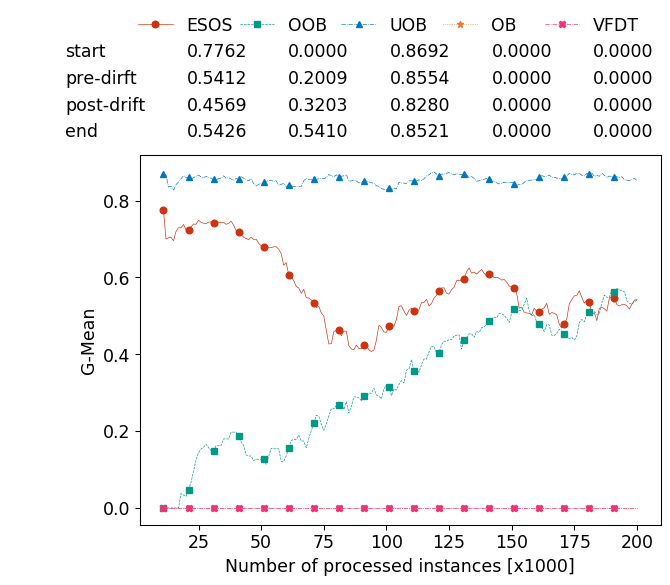 ESOS OOB UOB OB VFDT
start 0.7762 0.0000 0.8692 0.0000 0.0000
pre-dirft 0.5412 0.2009 0.8554 0.0000 0.0000
post-drift 0.4569 0.3203 0.8280 0.0000 0.0000
end 0.5426 0.5410 0.8521 0.0000 0.0000
G-Mean
0.8
0.6
0.4
0.2
0.0
25 50 75 100 125 150 175 200
Number of processed instances [x1000]